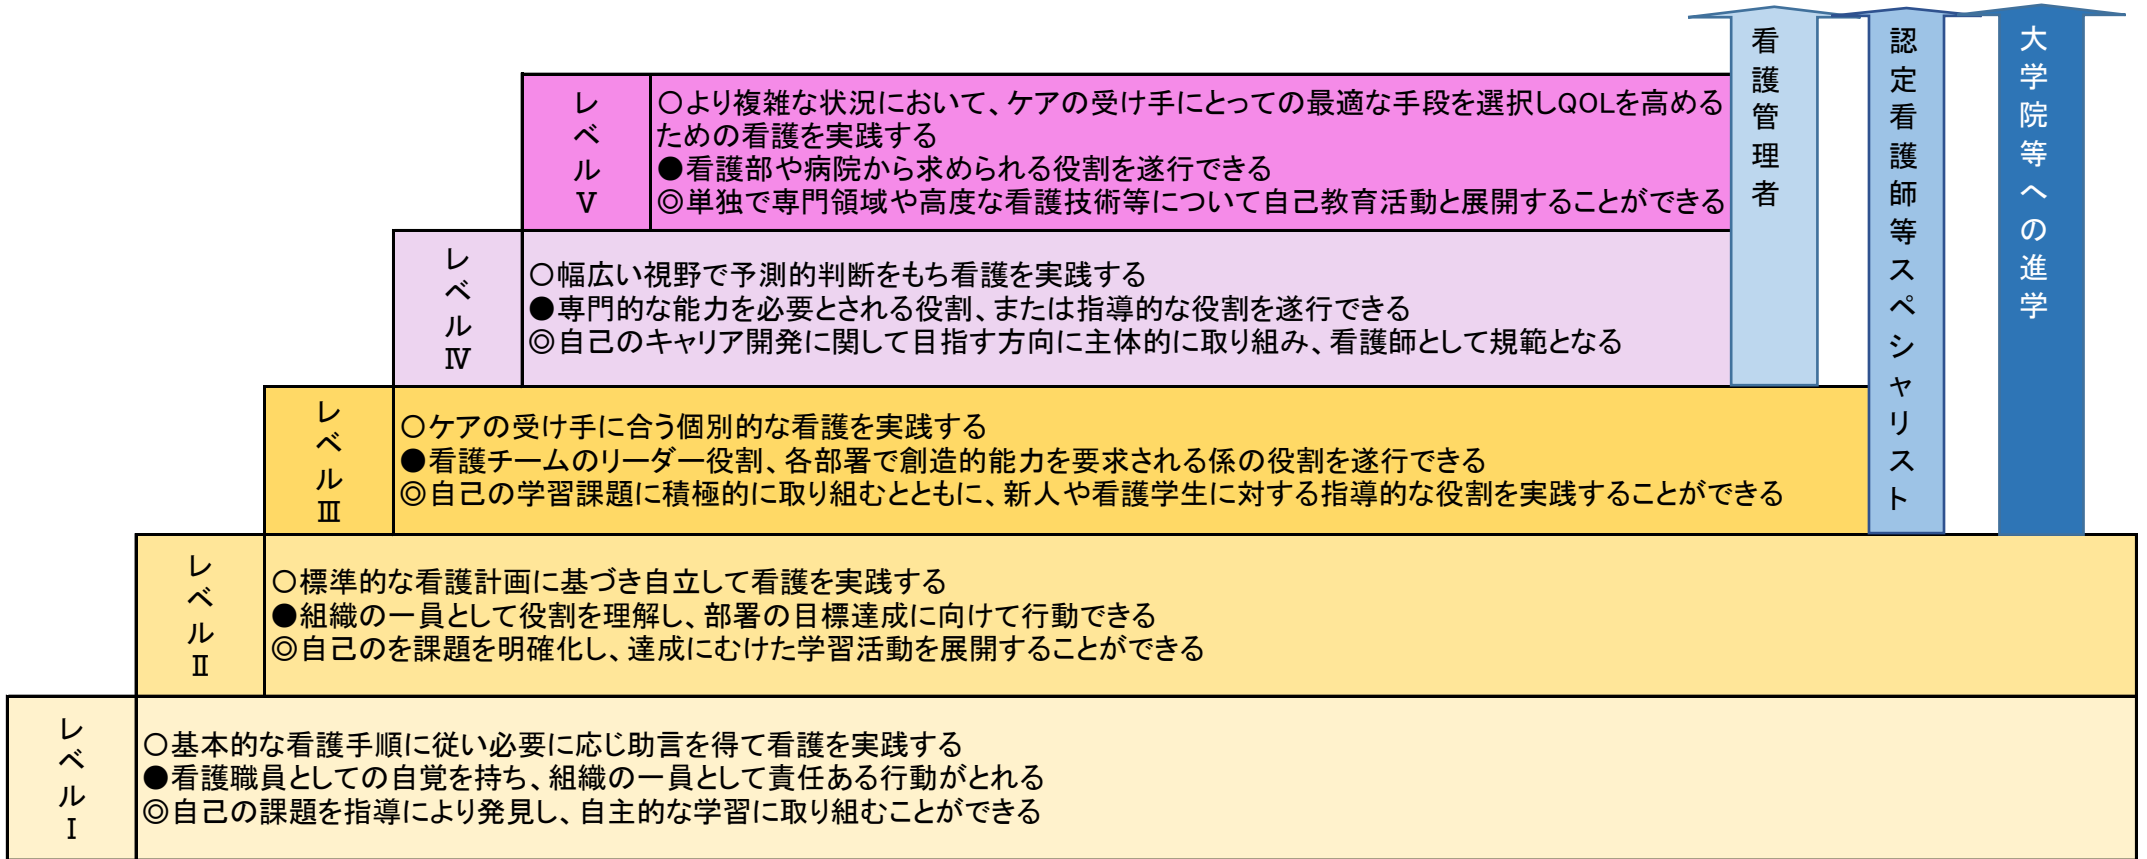 看護管理者
認定看護師等スペシャリスト
大学院等への進学
レベルⅤ
○より複雑な状況において、ケアの受け手にとっての最適な手段を選択しQOLを高める
ための看護を実践する
●看護部や病院から求められる役割を遂行できる
◎単独で専門領域や高度な看護技術等について自己教育活動と展開することができる
レベルⅣ
○幅広い視野で予測的判断をもち看護を実践する
●専門的な能力を必要とされる役割、または指導的な役割を遂行できる
◎自己のキャリア開発に関して目指す方向に主体的に取り組み、看護師として規範となる
レベルⅢ
○ケアの受け手に合う個別的な看護を実践する
●看護チームのリーダー役割、各部署で創造的能力を要求される係の役割を遂行できる
◎自己の学習課題に積極的に取り組むとともに、新人や看護学生に対する指導的な役割を実践することができる
レベルⅡ
○標準的な看護計画に基づき自立して看護を実践する
●組織の一員として役割を理解し、部署の目標達成に向けて行動できる
◎自己のを課題を明確化し、達成にむけた学習活動を展開することができる
レベルⅠ
○基本的な看護手順に従い必要に応じ助言を得て看護を実践する
●看護職員としての自覚を持ち、組織の一員として責任ある行動がとれる
◎自己の課題を指導により発見し、自主的な学習に取り組むことができる